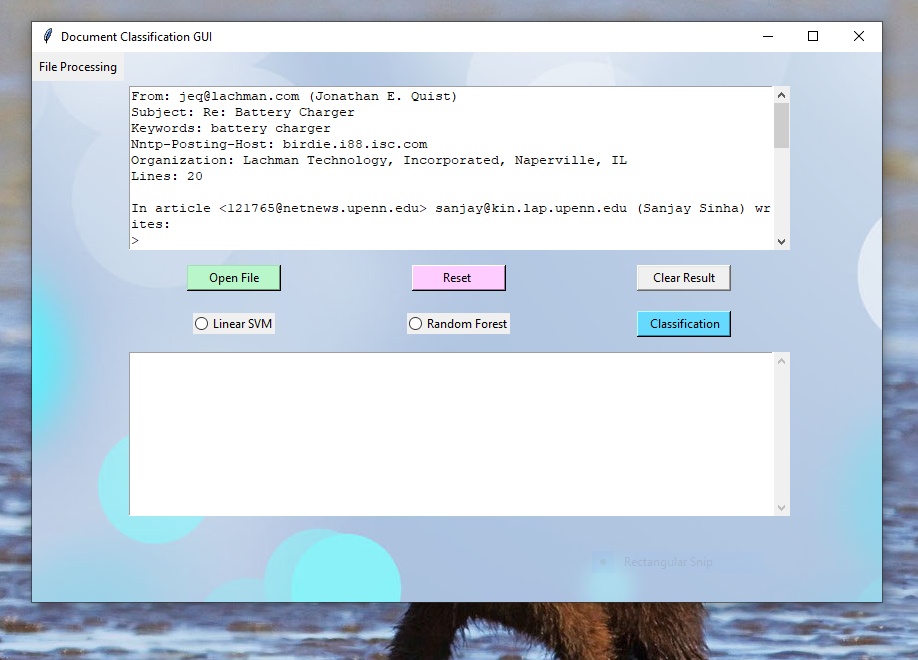 Document Classification GUI
File Processing
From: jeq@lachman.com (Jonathan E. Quist)
Subject: Re: Battery Charger
Keywords: battery charger
Nntp-Posting-Host: birdie.i88.isc.com
Organization: Lachman Technology, Incorporated, Naperville, IL
Lines: 20
In article <121765@netnews.upenn.edu> sanjay@kin.lap.upenn.edu (Sanjay Sinha) wr
ites:
>
Open File
Reset
Clear Result
Linear SVM
Random Forest
Classification
Rectangular Snip